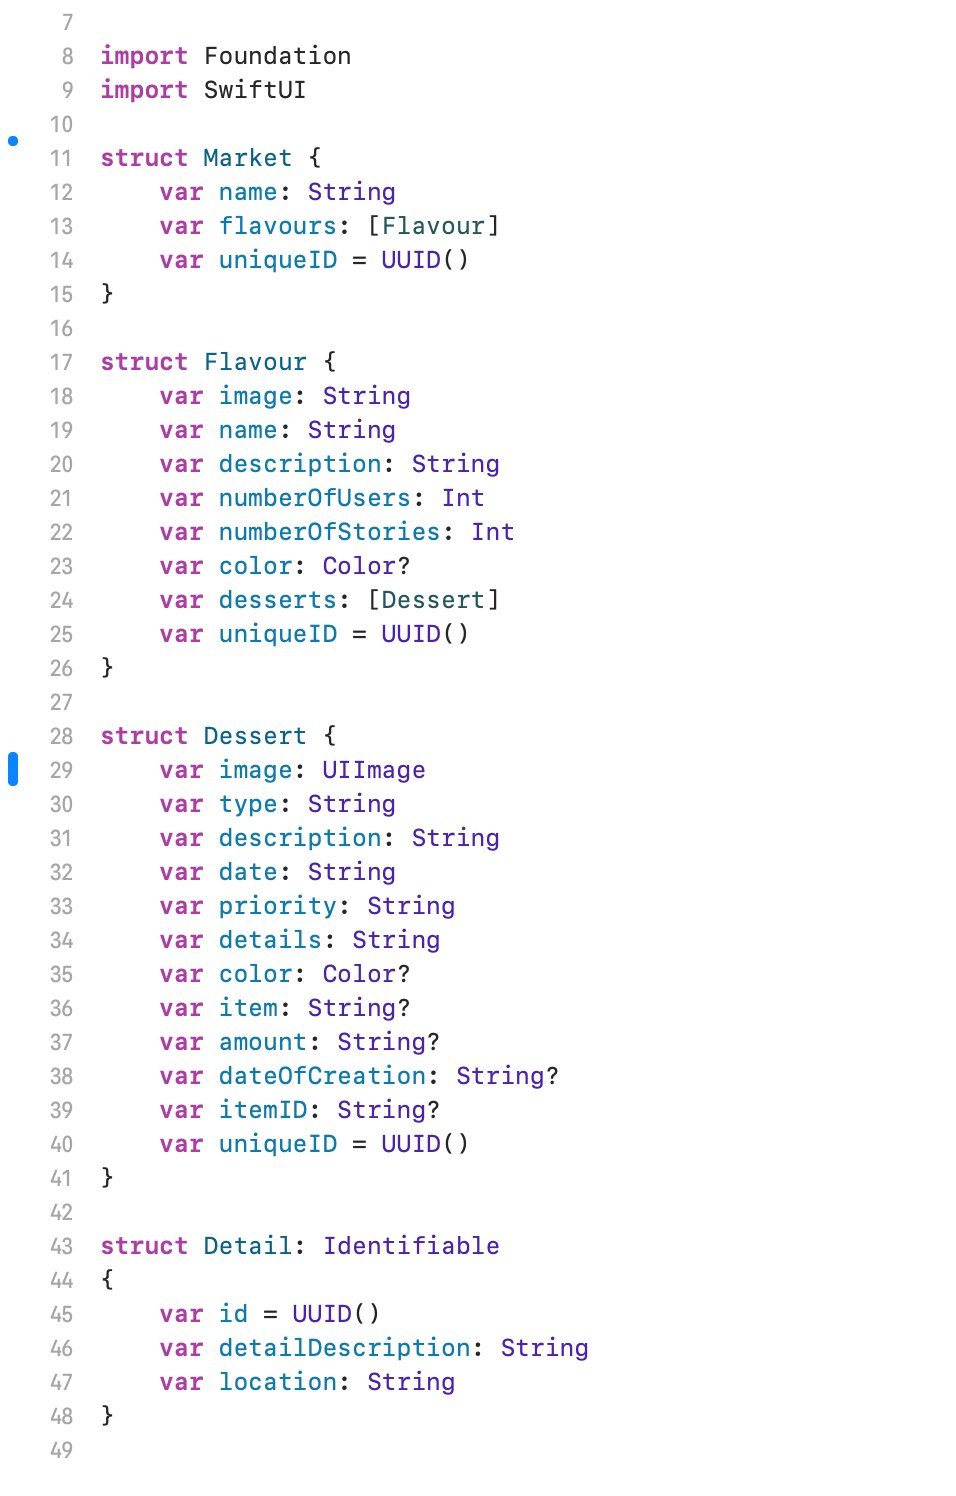 7
8 import Foundation
9 import SwiftUI
10
11 struct Market {
12     var name: String
13     var flavours: [Flavour]
14     var uniqueID = UUID()
15 }
16
17 struct Flavour {
18     var image: String
19     var name: String
20     var description: String
21     var numberOfUsers: Int
22     var numberOfStories: Int
23     var color: Color?
24     var desserts: [Dessert]
25     var uniqueID = UUID()
26 }
27
28 struct Dessert {
29     var image: UIImage
30     var type: String
31     var description: String
32     var date: String
33     var priority: String
34     var details: String
35     var color: Color?
36     var item: String?
37     var amount: String?
38     var dateOfCreation: String?
39     var itemID: String?
40     var uniqueID = UUID()
41 }
42
43 struct Detail: Identifiable
44 {
45     var id = UUID()
46     var detailDescription: String
47     var location: String
48 }
49